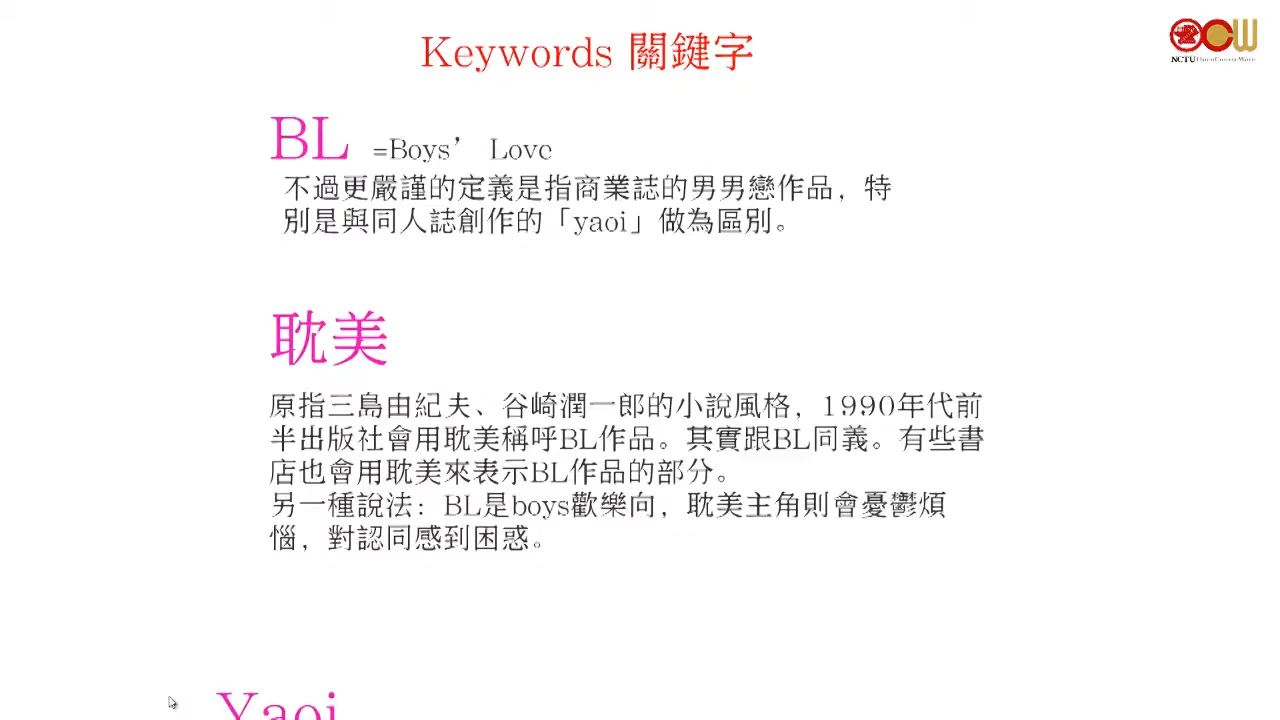 Keywords 關鍵字
NCTU OpenCourseWare
BL =Boys’ Love
不過更嚴謹的定義是指商業誌的男男戀作品，特
別是與同人誌創作的「yaoi」做為區別。
耽美
原指三島由紀夫、谷崎潤一郎的小說風格，1990年代前
半出版社會用耽美稱呼BL作品。其實跟BL同義。有些書
店也會用耽美來表示BL作品的部分。
另一種說法：BL是boys歡樂向，耽美主角則會憂鬱煩
惱，對認同感到困惑。
Yaoi